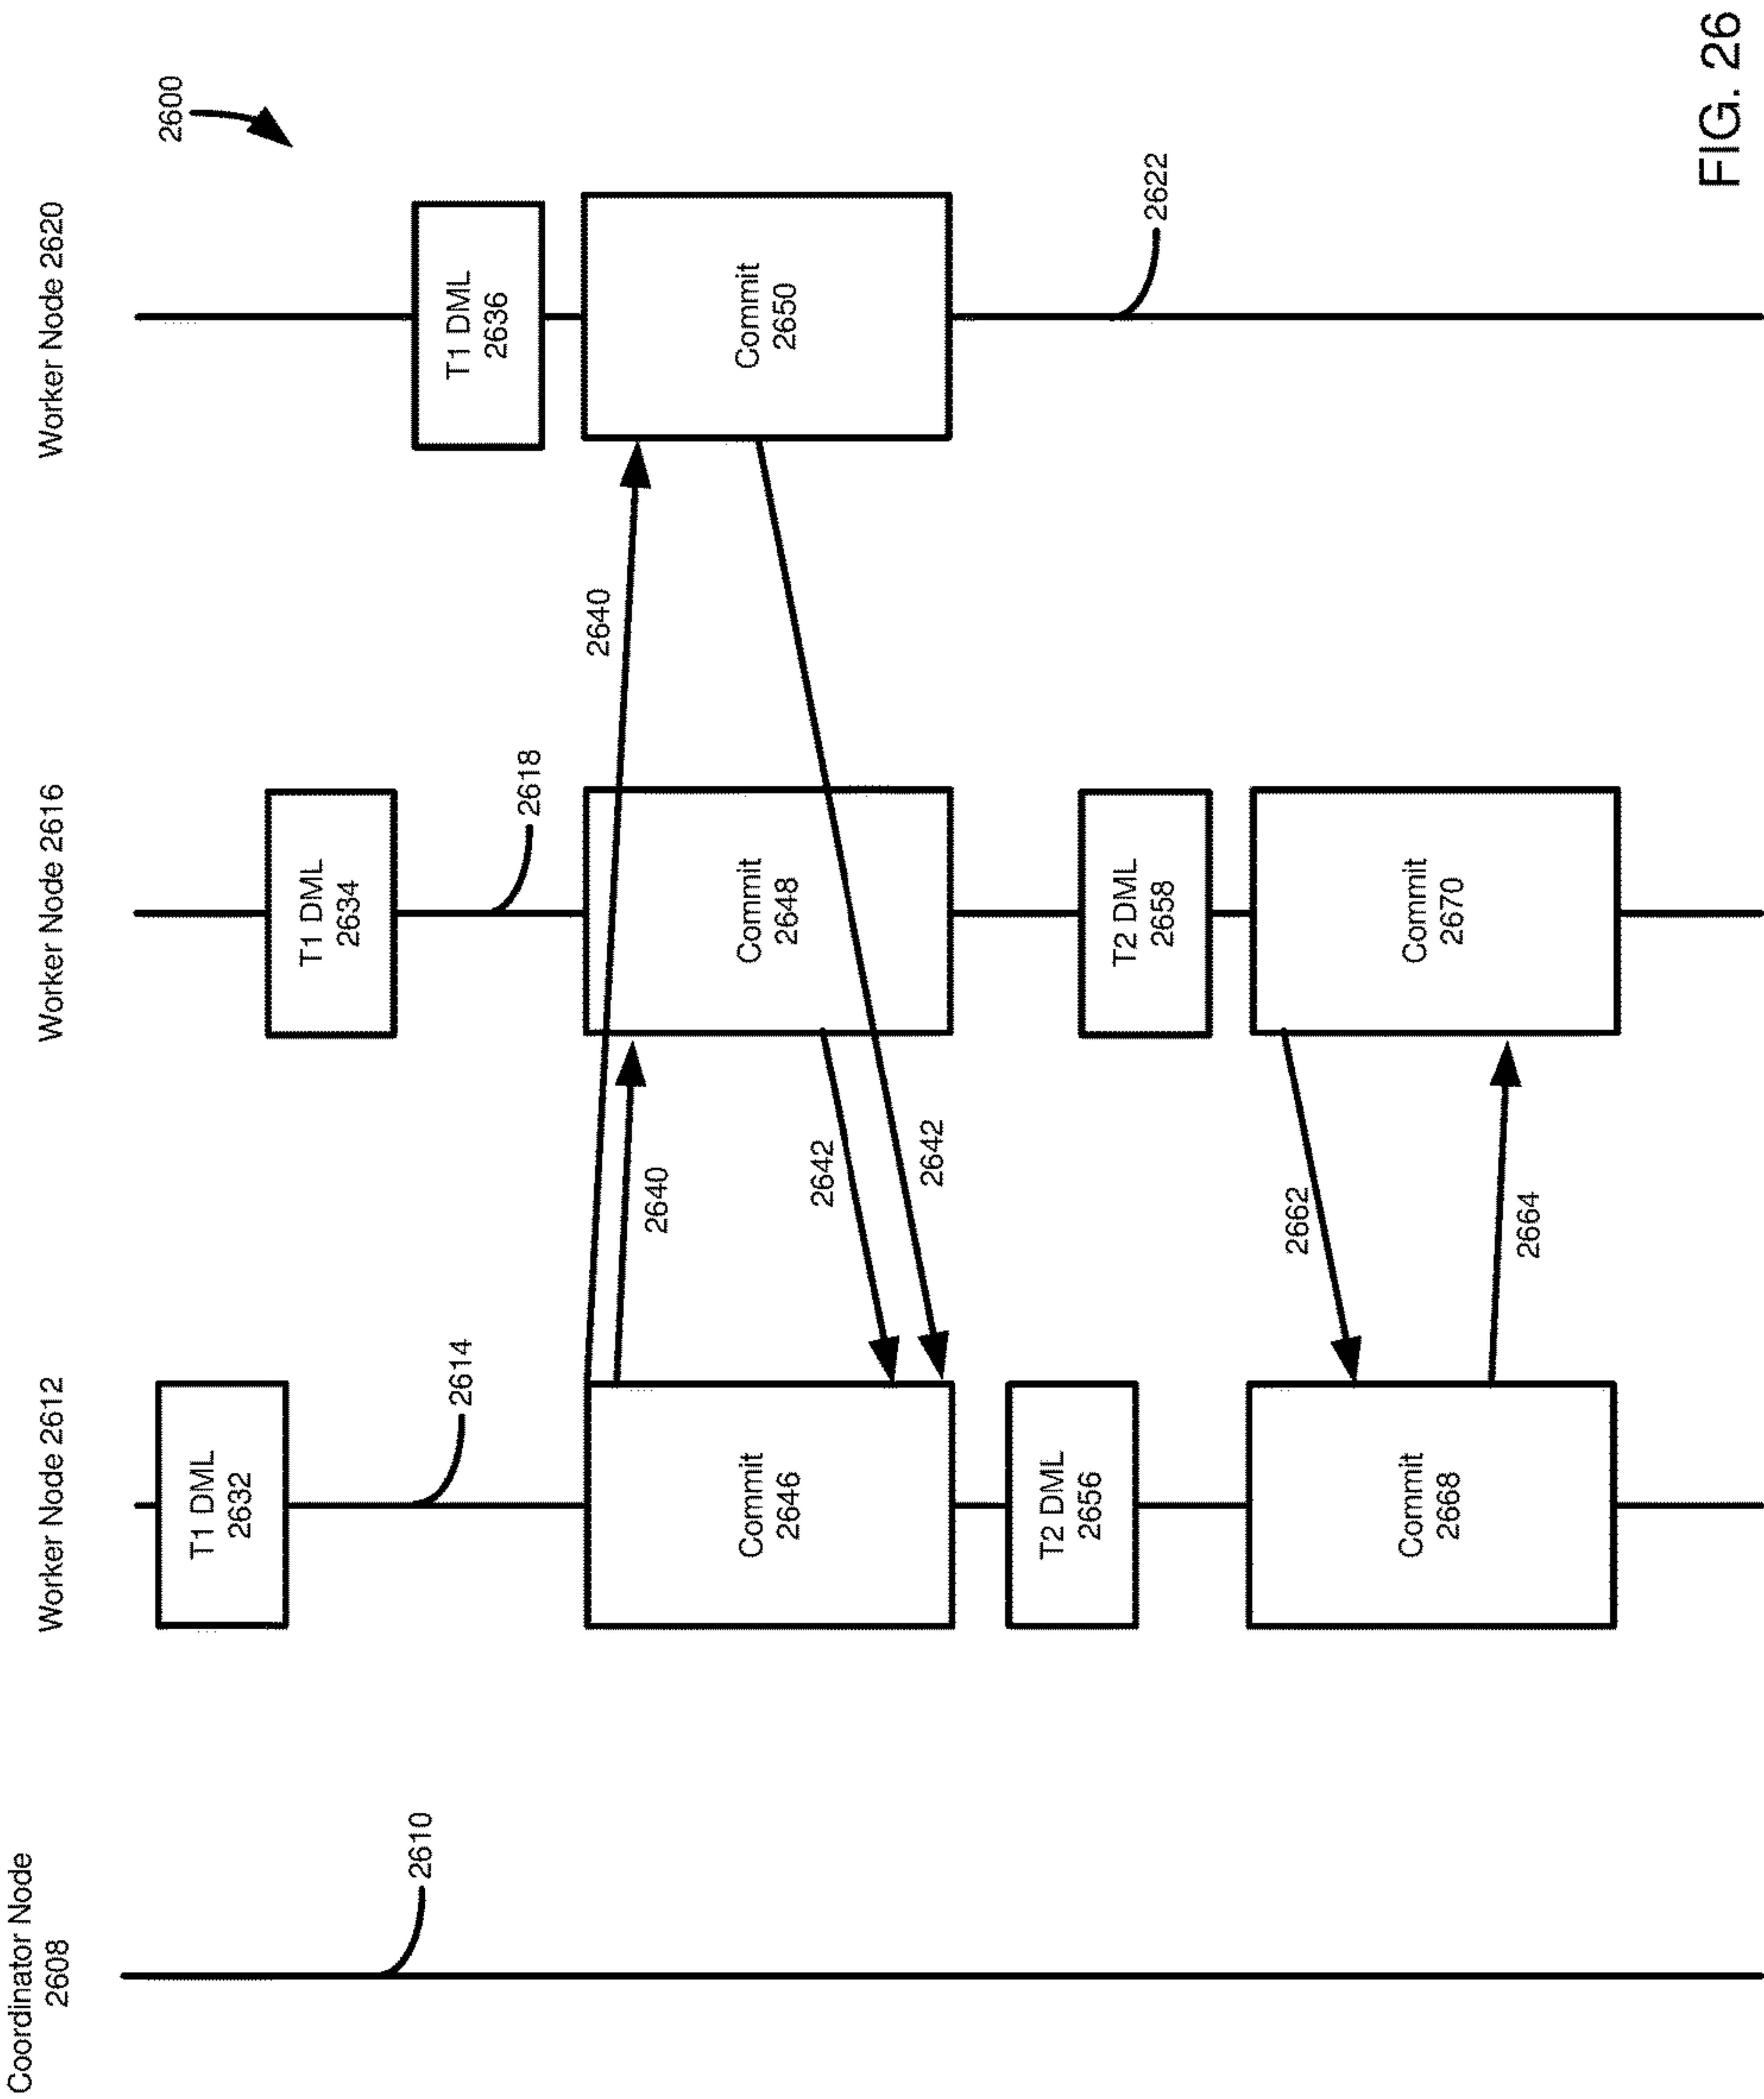 Coordinator Node
2608
Worker Node 2612
Worker Node 2616
Worker Node 2620
2600
2610
T1 DML
2632
2614
T1 DML
2634
2618
T1 DML
2636
2640
2640
Commit
2646
Commit
2648
Commit
2650
2642
2642
2622
T2 DML
2656
T2 DML
2658
2662
2664
Commit
2668
Commit
2670
FIG. 26